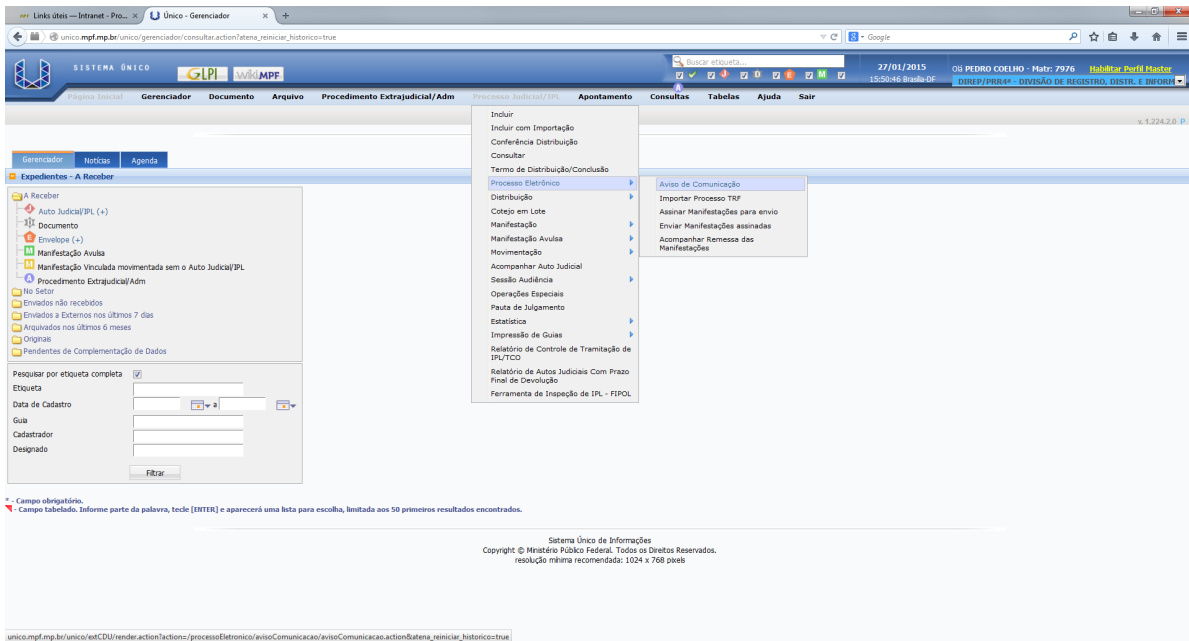 Links úteis — Intranet - Pro...
Único - Gerenciador
unico.mpf.mp.br/unico/gerenciador/consultar.action?atena_reiniciar_historico=true
Google
SISTEMA ÚNICO
GLPI
WikiMPF
Buscar etiqueta...
27/01/2015
15:50:46 Brasília-DF
Olá PEDRO COELHO - Matr: 7976
Habilitar Perfil Master
DIREP/PRR4ª - DIVISÃO DE REGISTRO, DISTR. E INFORM
Página Inicial Gerenciador Documento Arquivo Procedimento Extrajudicial/Adm Processo Judicial/IPL Apontamento Consultas Tabelas Ajuda Sair
v. 1.224.2.0 P
Incluir
Incluir com Importação
Conferência Distribuição
Consultar
Termo de Distribuição/Conclusão
Processo Eletrônico
Distribuição
Cotejo em Lote
Manifestação
Manifestação Avulsa
Movimentação
Acompanhar Auto Judicial
Sessão Audiência
Operações Especiais
Pauta de Julgamento
Estatística
Impressão de Guias
Relatório de Controle de Tramitação de
IPL/TCO
Relatório de Autos Judiciais Com Prazo
Final de Devolução
Ferramenta de Inspeção de IPL - FIPOL
Aviso de Comunicação
Importar Processo TRF
Assinar Manifestações para envio
Enviar Manifestações assinadas
Acompanhar Remessa das
Manifestações
Gerenciador Notícias Agenda
Expedientes - A Receber
A Receber
Auto Judicial/IPL (+)
Documento
Envelope (+)
Manifestação Avulsa
Manifestação Vinculada movimentada sem o Auto Judicial/IPL
Procedimento Extrajudicial/Adm
No Setor
Enviados não recebidos
Enviados a Externos nos últimos 7 dias
Arquivados nos últimos 6 meses
Originais
Pendentes de Complementação de Dados
Pesquisar por etiqueta completa
Etiqueta
Data de Cadastro a
Guia
Cadastrador
Designado
Filtrar
* - Campo obrigatório.
- Campo tabelado. Informe parte da palavra, tecle [ENTER] e aparecerá uma lista para escolha, limitada aos 50 primeiros resultados encontrados.
Sistema Único de Informações
Copyright © Ministério Público Federal. Todos os Direitos Reservados.
resolução mínima recomendada: 1024 x 768 pixels
unico.mpf.mp.br/unico/extCDU/render.action?action=/processoEletronico/avisoComunicacao/avisoComunicacao.action&atena_reiniciar_historico=true